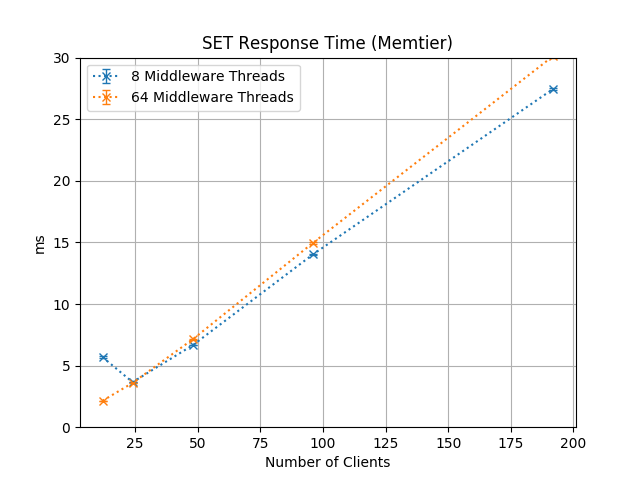 SET Response Time (Memtier)
8 Middleware Threads
64 Middleware Threads
ms
30
25
20
15
10
5
0
25 50 75 100 125 150 175 200
Number of Clients